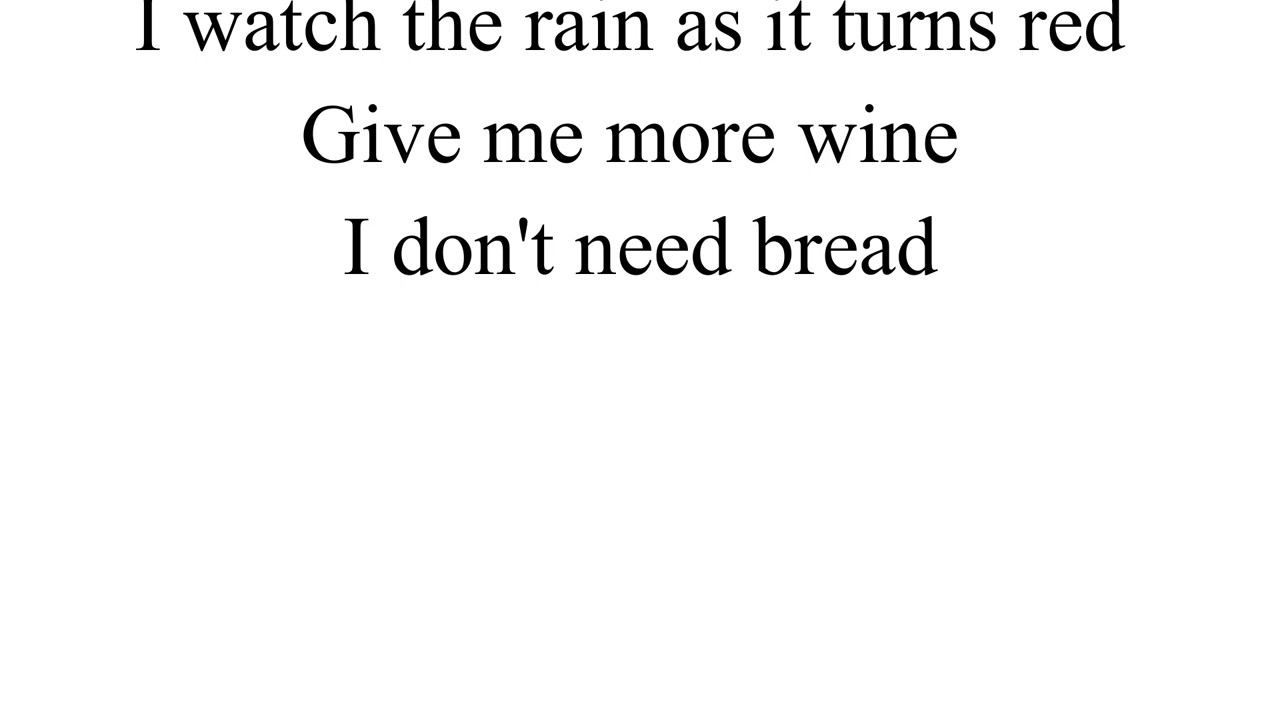 I watch the rain as it turns red
Give me more wine
I don't need bread